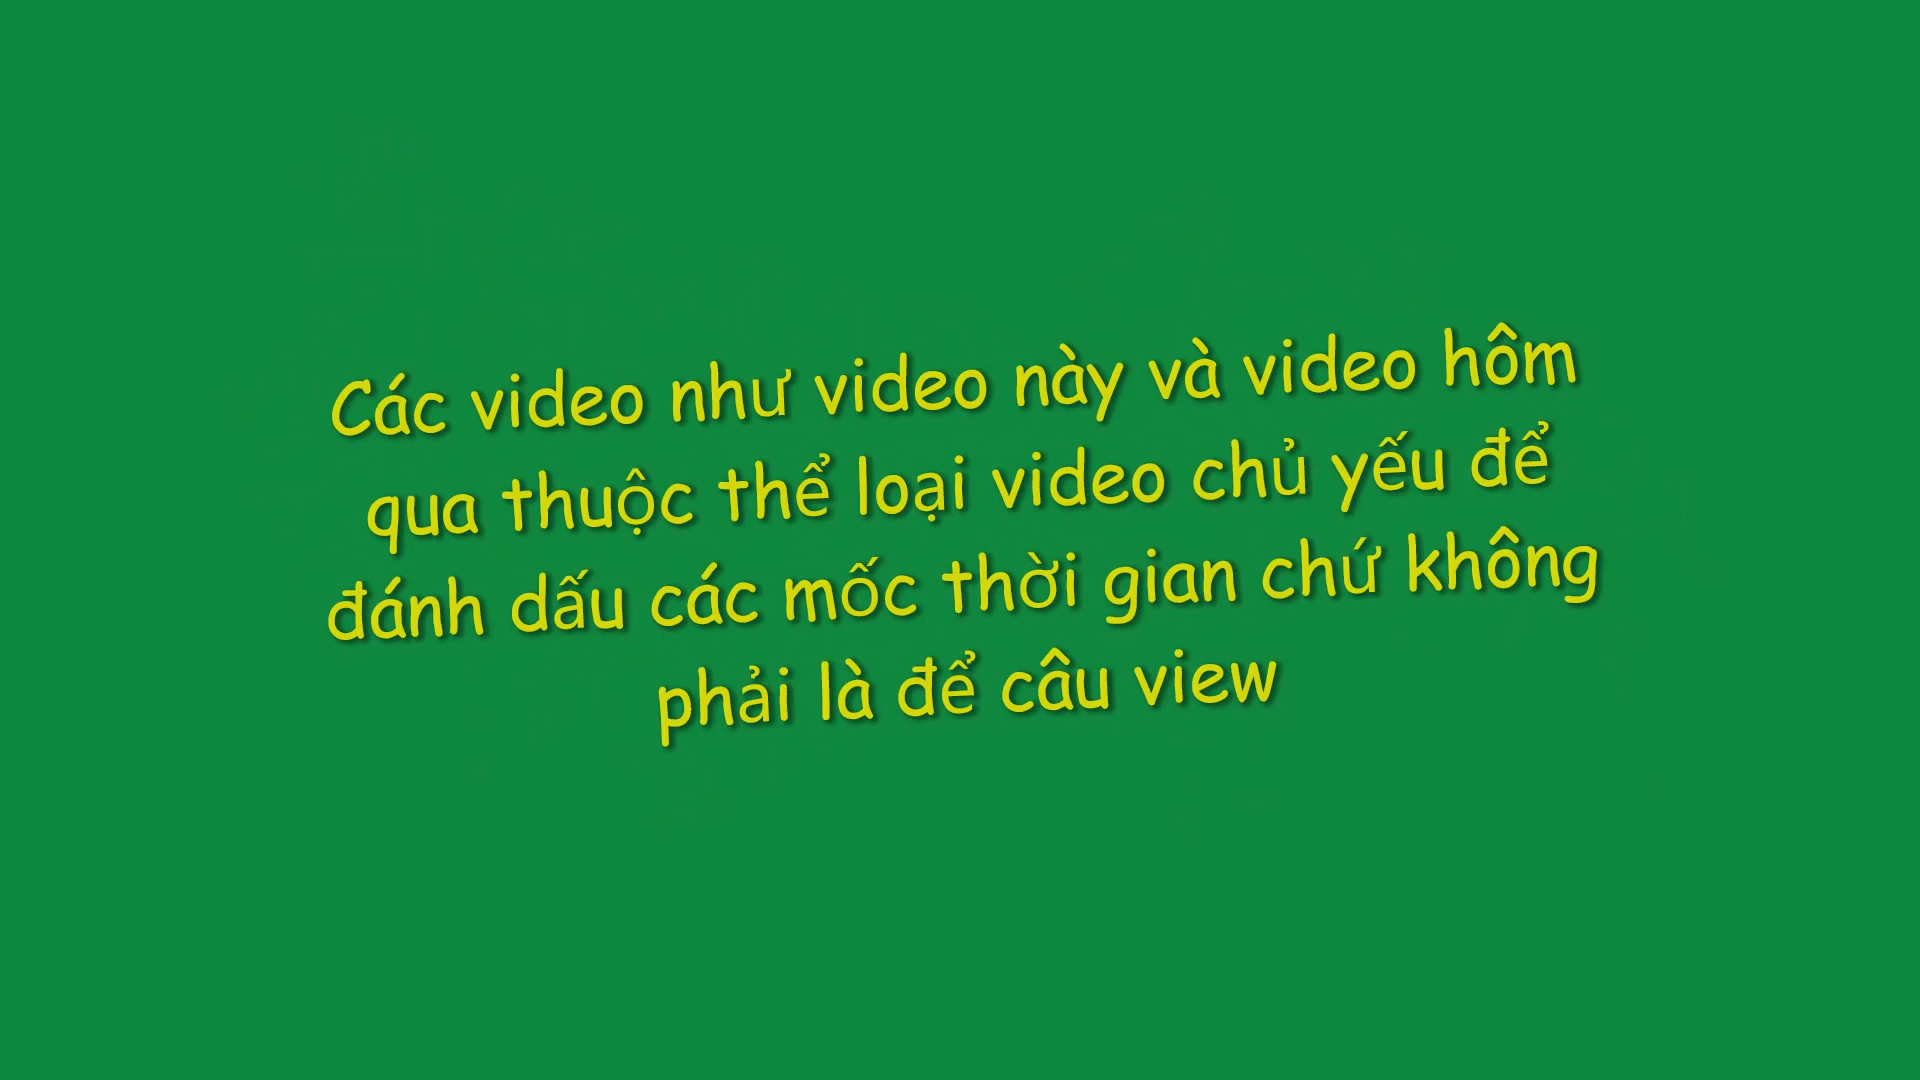 Các video như video này và video hôm
qua thuộc thể loại video chủ yếu để
đánh dấu các mốc thời gian chứ không
phải là để câu view